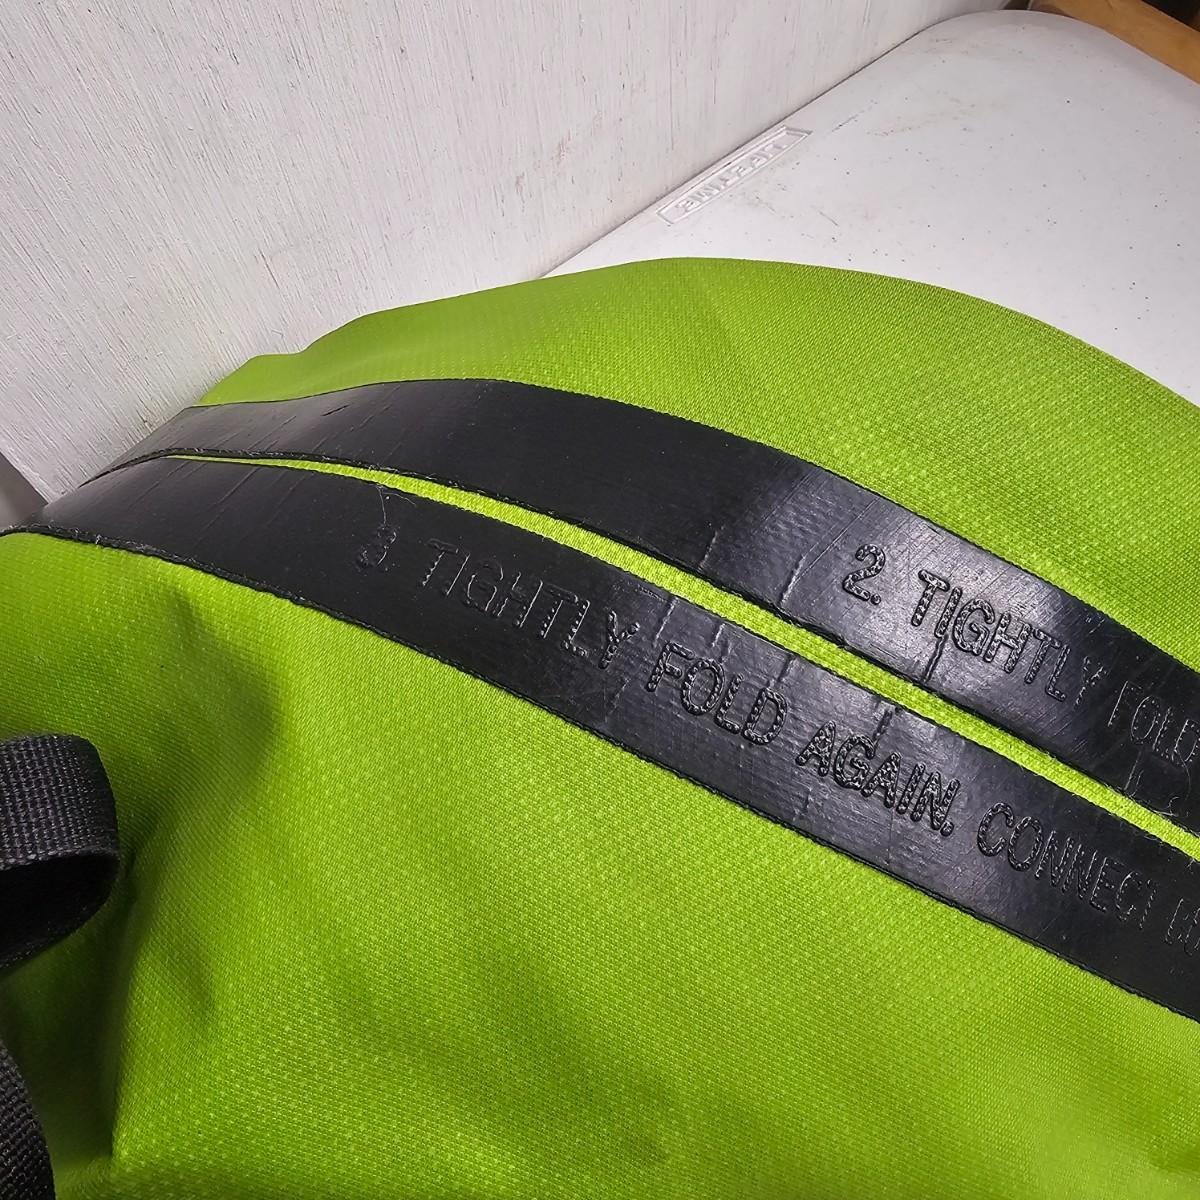 2. TIGHTLY FOLD
3. TIGHTLY FOLD AGAIN. CONNECT